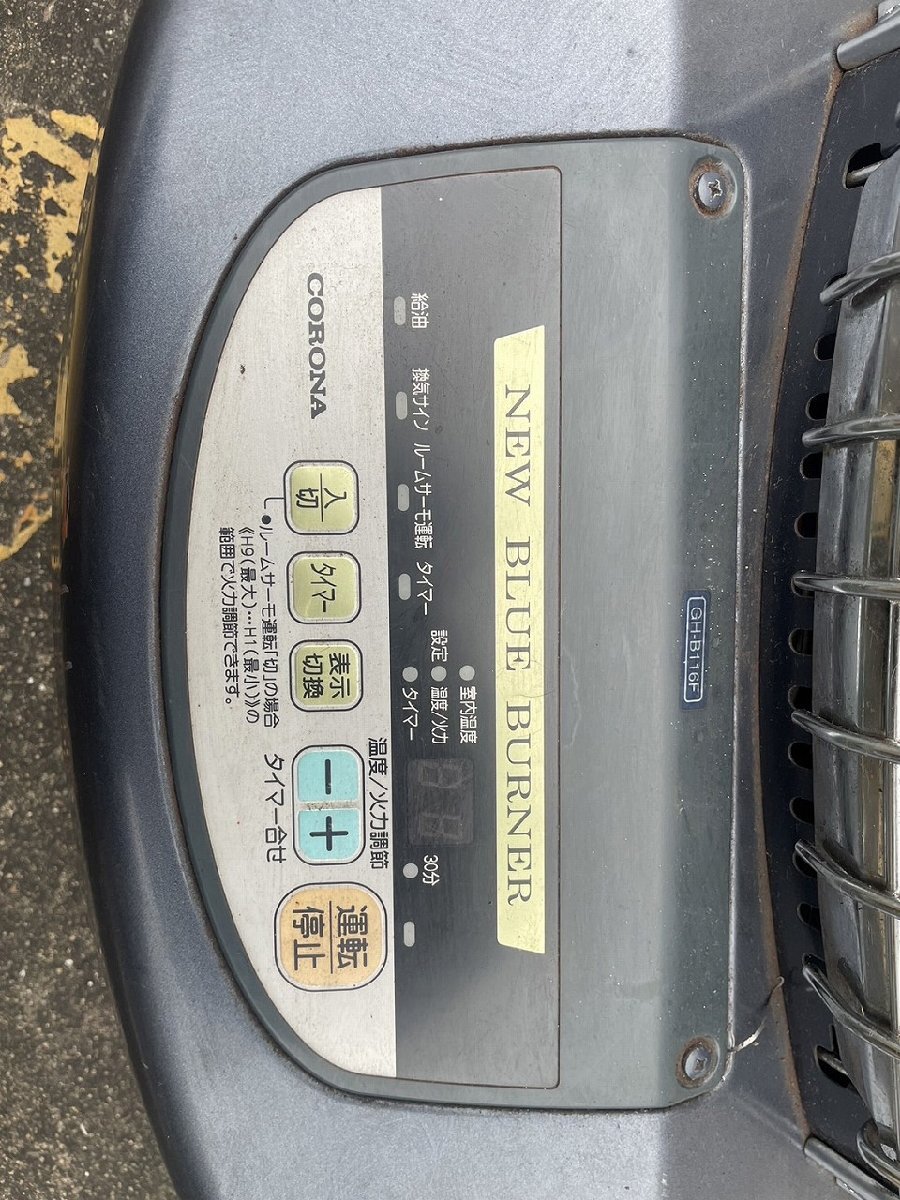 GH-B116F
NEW BLUE BURNER
室内温度
設定 温度/火力
タイマー
30分
給油
換気サイン
ルームサーモ運転
タイマー
CORONA
温度/火力調節
入
切
タイマー
表示
切換
－
＋
運転
停止
タイマー合せ
●ルームサーモ運転「切」の場合
《H9(最大)…H1(最小)》の
範囲で火力調節できます。